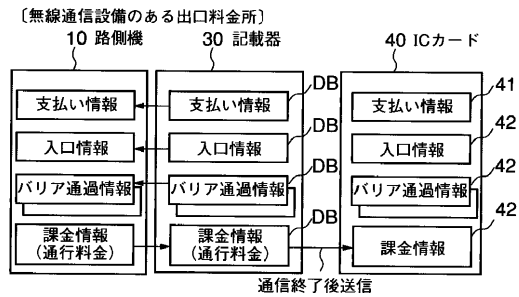 〔無線通信設備のある出口料金所〕
10 路側機
30 記載器
40 ICカード
支払い情報
入口情報
バリア通過情報
課金情報
(通行料金)
DB
支払い情報
DB
入口情報
DB
バリア通過情報
DB
課金情報
(通行料金)
41
支払い情報
42
入口情報
42
バリア通過情報
42
課金情報
通信終了後送信